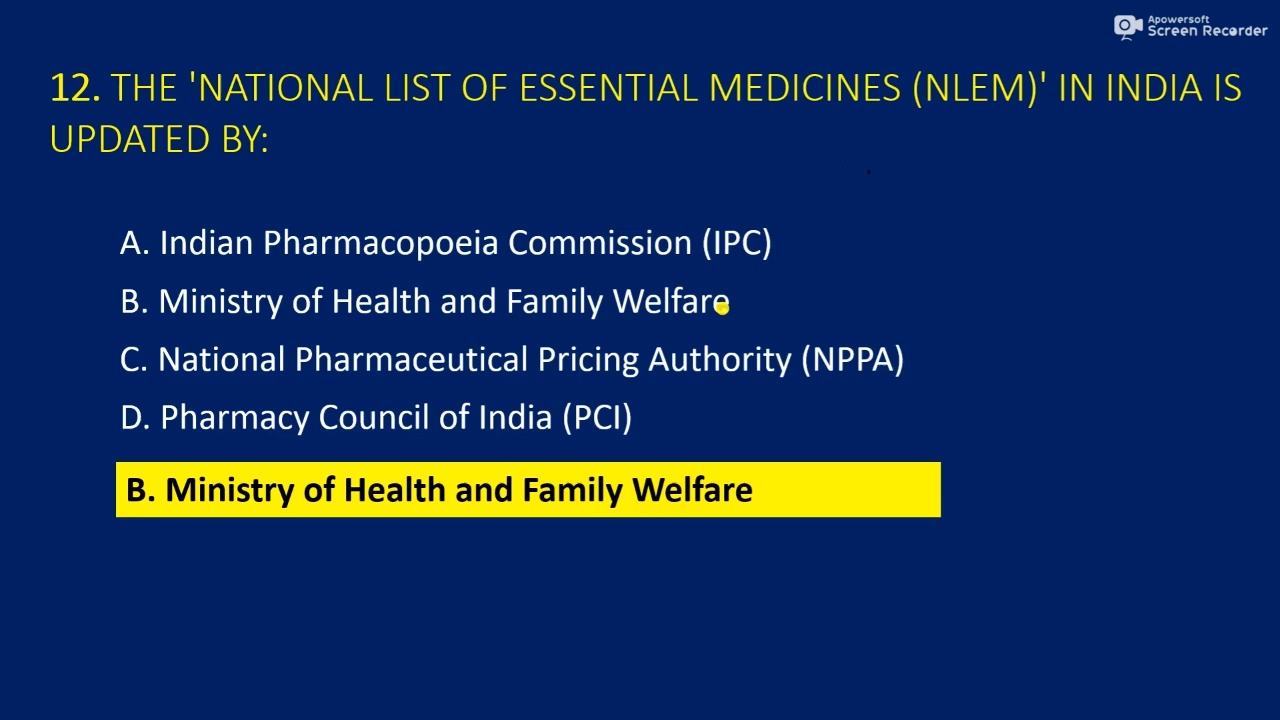 Apowersoft
Screen Recorder
12. THE 'NATIONAL LIST OF ESSENTIAL MEDICINES (NLEM)' IN INDIA IS
UPDATED BY:
A. Indian Pharmacopoeia Commission (IPC)
B. Ministry of Health and Family Welfare
C. National Pharmaceutical Pricing Authority (NPPA)
D. Pharmacy Council of India (PCI)
B. Ministry of Health and Family Welfare